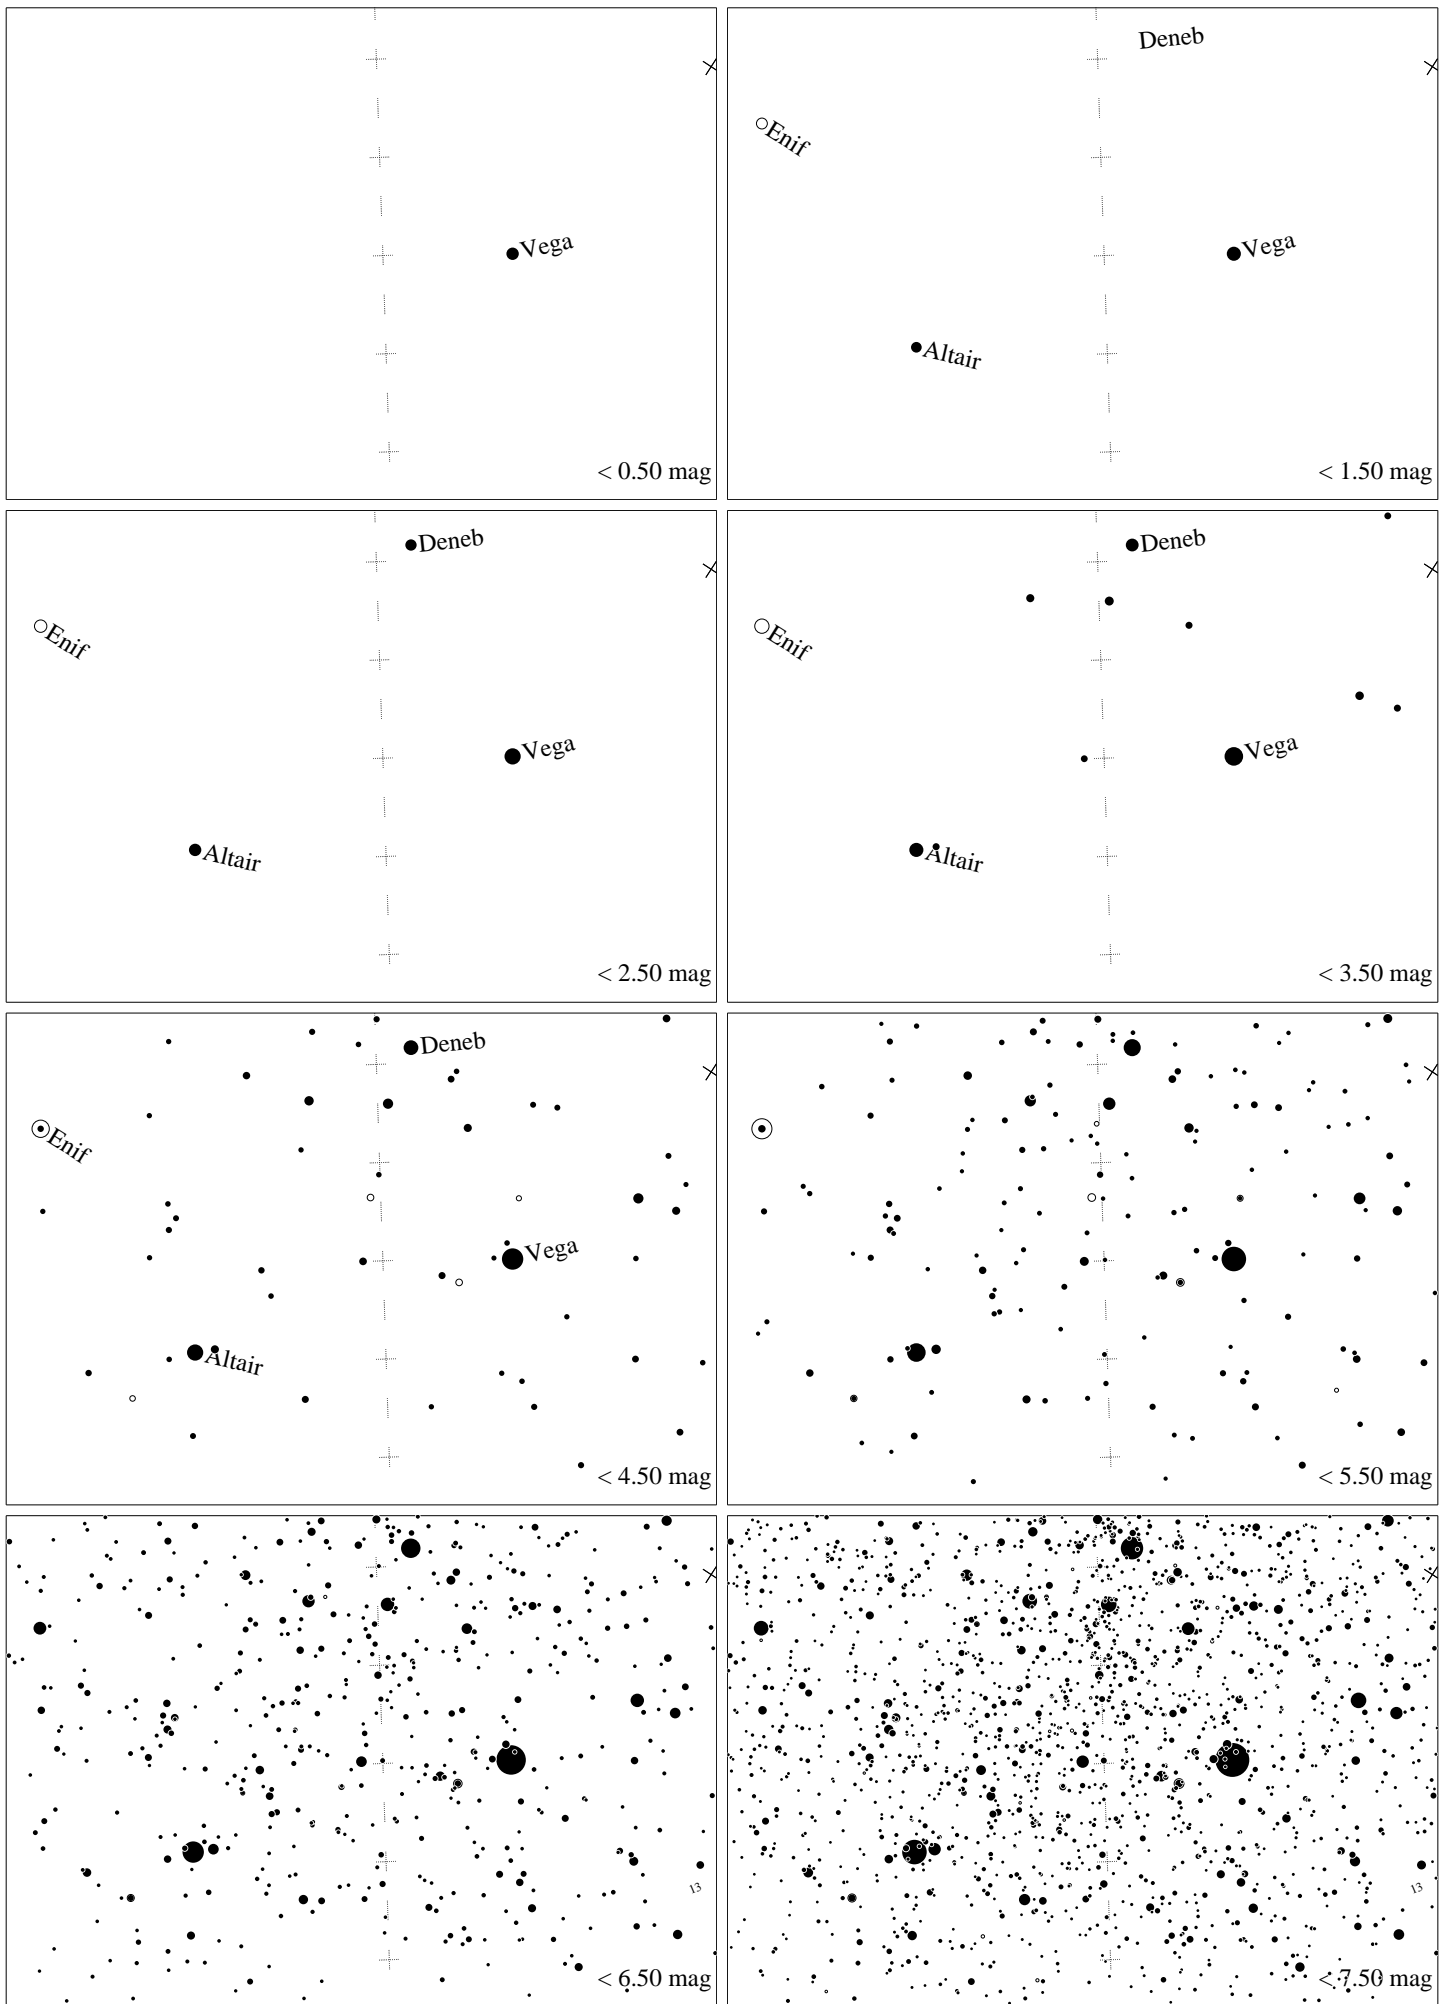 Vega
< 0.50 mag
Deneb
Enif
Vega
Altair
< 1.50 mag
Deneb
Enif
Vega
Altair
< 2.50 mag
Deneb
Enif
Vega
Altair
< 3.50 mag
Deneb
Enif
Vega
Altair
< 4.50 mag
< 5.50 mag
13
< 6.50 mag
13
< 7.50 mag